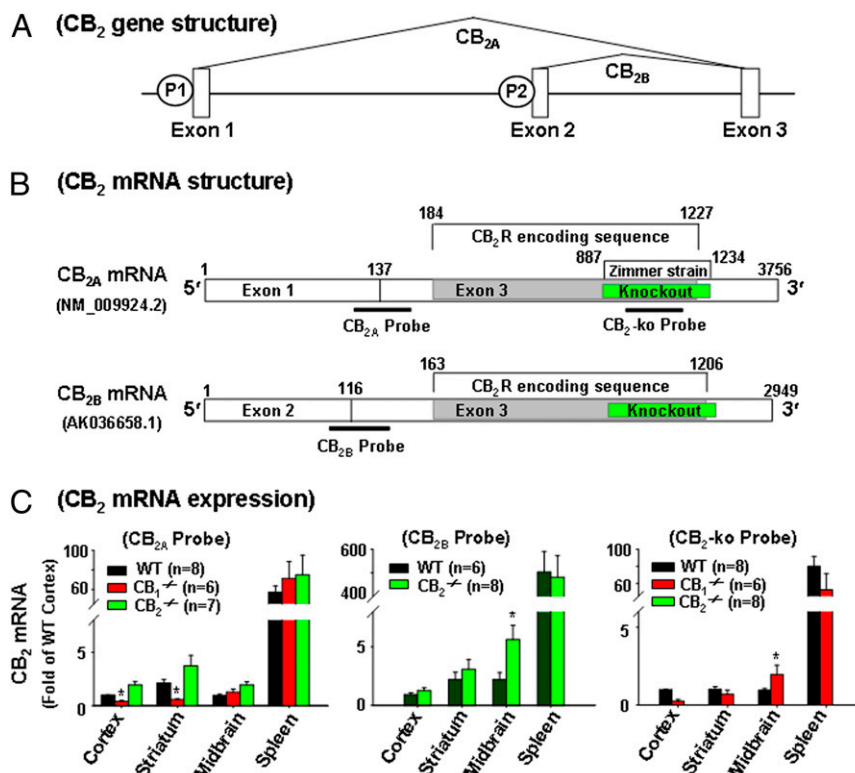 A (CB₂ gene structure)
CB₂A
CB₂B
P1 P2
Exon 1 Exon 2 Exon 3
B (CB₂ mRNA structure)
184 1227
CB₂R encoding sequence
887 1234
Zimmer strain
CB₂A mRNA
(NM_009924.2)
1 137 3756
5′ Exon 1 Exon 3 Knockout 3′
CB₂A Probe CB₂-ko Probe
163 1206
CB₂R encoding sequence
CB₂B mRNA
(AK036658.1)
1 116 2949
5′ Exon 2 Exon 3 Knockout 3′
CB₂B Probe
C (CB₂ mRNA expression)
CB₂ mRNA
(Fold of WT Cortex)
(CB₂A Probe)
100
60
5
1
0
WT (n=8)
CB₁⁻/⁻ (n=6)
CB₂⁻/⁻ (n=7)
* *
Cortex Striatum Midbrain Spleen
(CB₂B Probe)
600
400
5
1
0
WT (n=6)
CB₂⁻/⁻ (n=8)
*
Cortex Striatum Midbrain Spleen
(CB₂-ko Probe)
100
60
5
1
0
WT (n=8)
CB₁⁻/⁻ (n=6)
CB₂⁻/⁻ (n=8)
*
Cortex Striatum Midbrain Spleen